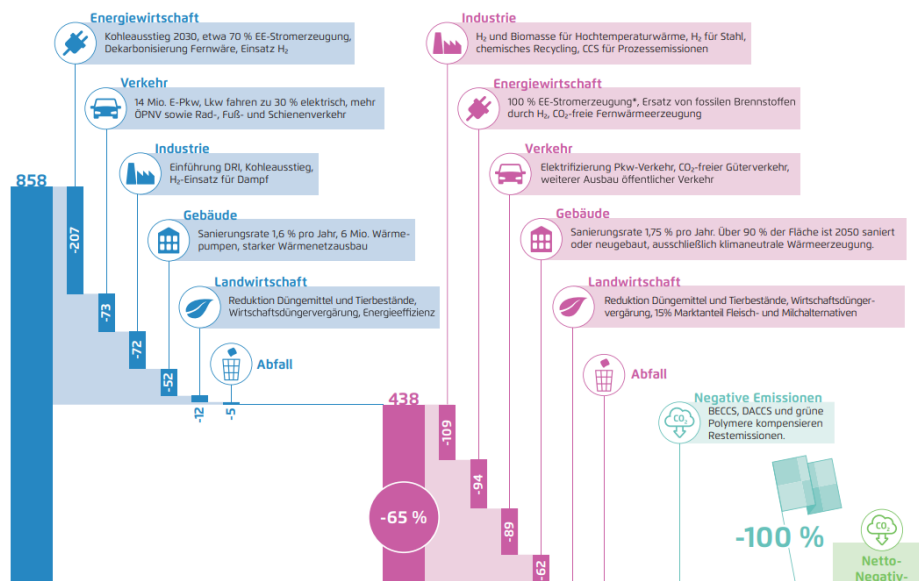 Energiewirtschaft
Kohleausstieg 2030, etwa 70 % EE-Stromerzeugung,
Dekarbonisierung Fernwäre, Einsatz H₂
Verkehr
14 Mio. E-Pkw, Lkw fahren zu 30 % elektrisch, mehr
ÖPNV sowie Rad-, Fuß- und Schienenverkehr
Industrie
Einführung DRI, Kohleausstieg,
H₂-Einsatz für Dampf
Gebäude
Sanierungsrate 1,6 % pro Jahr, 6 Mio. Wärme-
pumpen, starker Wärmenetzausbau
Landwirtschaft
Reduktion Düngemittel und Tierbestände,
Wirtschaftsdüngervergärung, Energieeffizienz
Abfall
858
-207
-73
-72
-52
-12
-5
Industrie
H₂ und Biomasse für Hochtemperaturwärme, H₂ für Stahl,
chemisches Recycling, CCS für Prozessemissionen
Energiewirtschaft
100 % EE-Stromerzeugung*, Ersatz von fossilen Brennstoffen
durch H₂, CO₂-freie Fernwärmeerzeugung
Verkehr
Elektrifizierung Pkw-Verkehr, CO₂-freier Güterverkehr,
weiterer Ausbau öffentlicher Verkehr
Gebäude
Sanierungsrate 1,75 % pro Jahr. Über 90 % der Fläche ist 2050 saniert
oder neugebaut, ausschließlich klimaneutrale Wärmeerzeugung.
Landwirtschaft
Reduktion Düngemittel und Tierbestände, Wirtschaftsdünger-
vergärung, 15% Marktanteil Fleisch- und Milchalternativen
Abfall
438
-65 %
-109
-94
-89
-62
Negative Emissionen
CO₂
BECCS, DACCS und grüne
Polymere kompensieren
Restemissionen.
-100 %
CO₂
Netto-
Negativ-